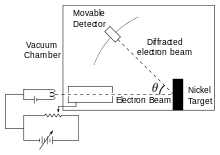 Movable
Detector
Vacuum
Chamber
Diffracted
electron beam
θ
Electron Beam
Nickel
Target